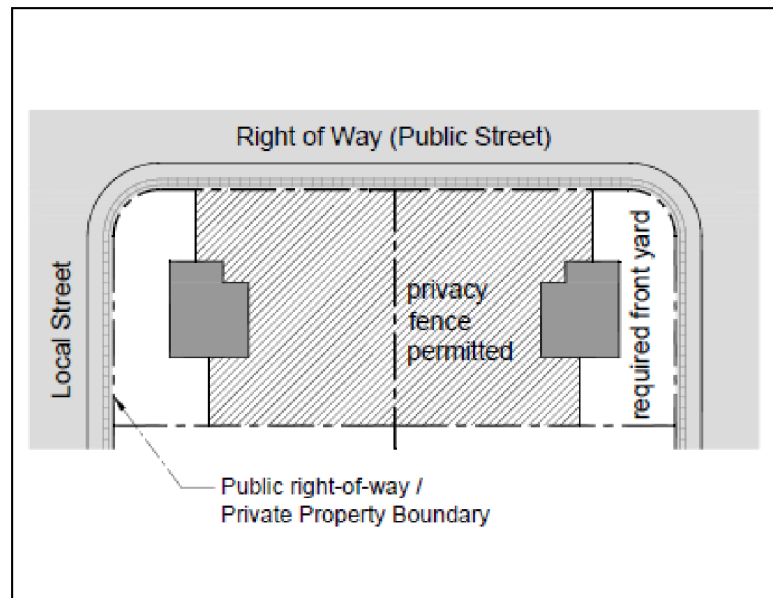 Right of Way (Public Street)
Local Street
privacy
fence
permitted
required front yard
Public right-of-way /
Private Property Boundary